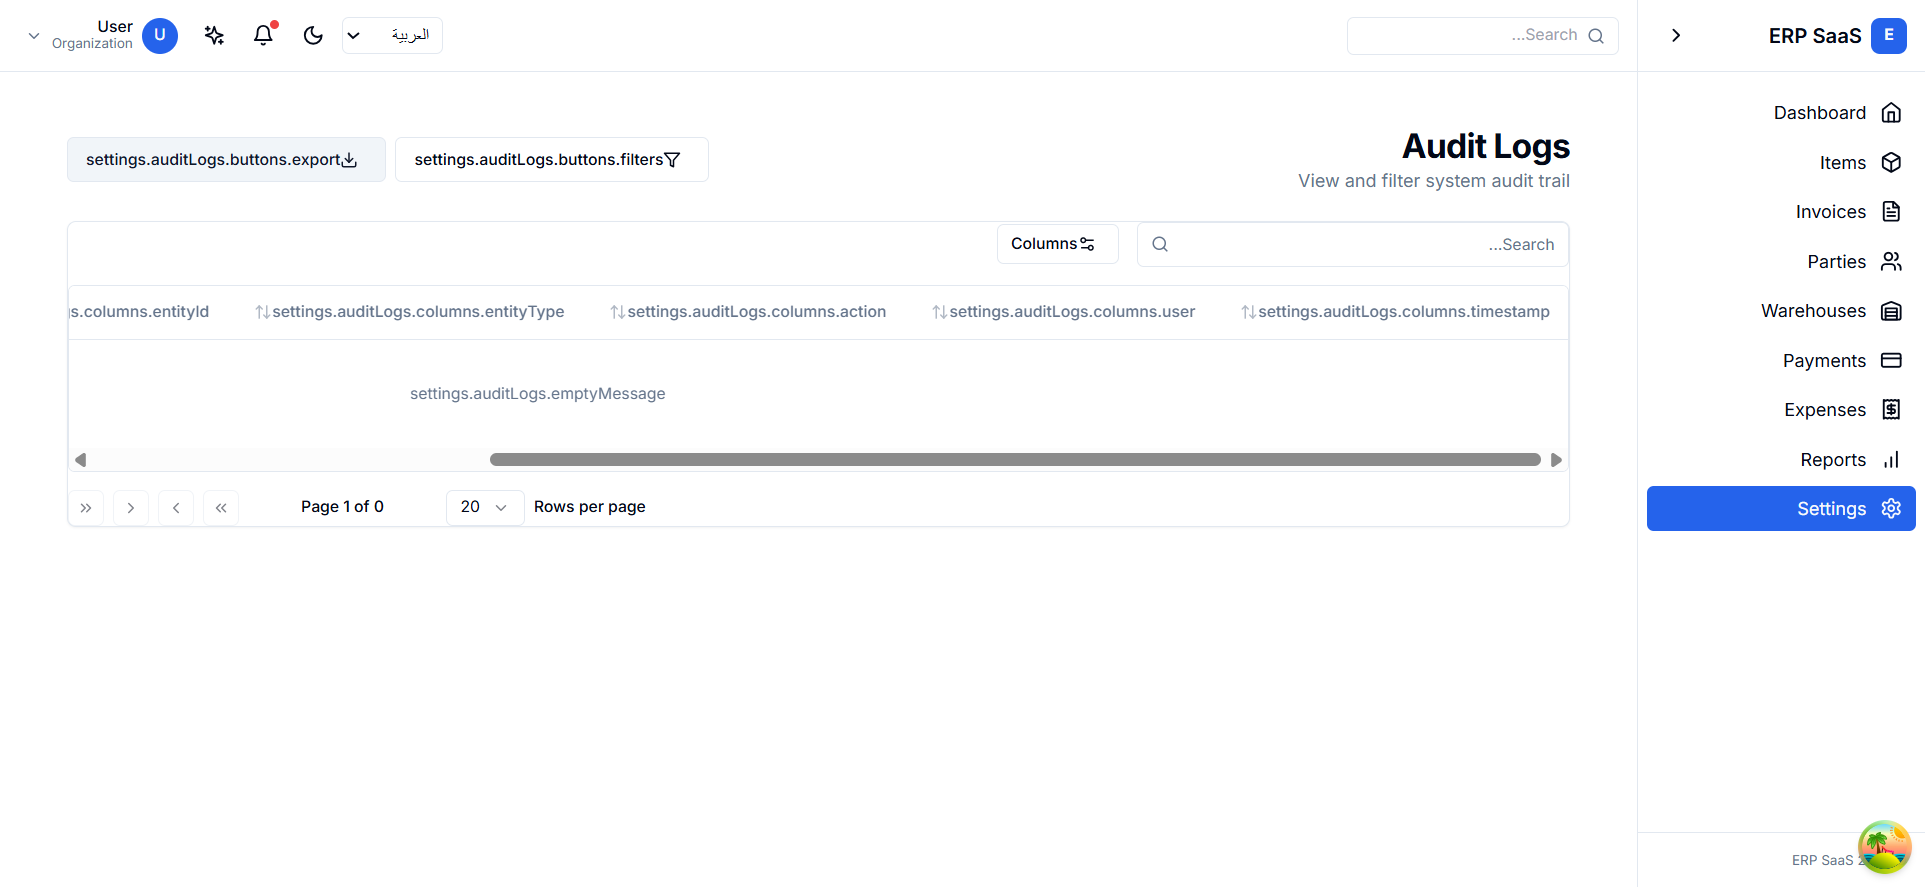 User
Organization
U
العربية
Search...
ERP SaaS
E
Dashboard
Items
Invoices
Parties
Warehouses
Payments
Expenses
Reports
Settings
Audit Logs
View and filter system audit trail
settings.auditLogs.buttons.filters
settings.auditLogs.buttons.export
Search...
Columns
settings.auditLogs.columns.timestamp
settings.auditLogs.columns.user
settings.auditLogs.columns.action
settings.auditLogs.columns.entityType
s.columns.entityId
settings.auditLogs.emptyMessage
Rows per page
20
Page 1 of 0
ERP SaaS